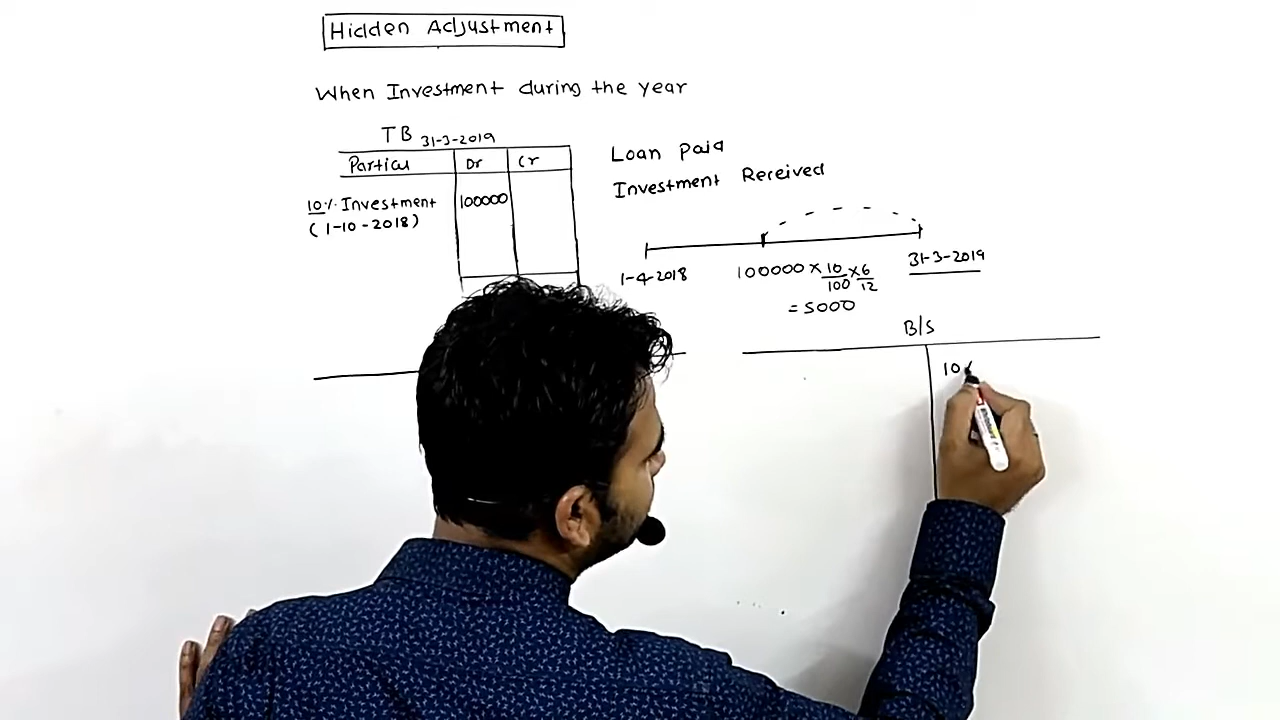 Hidden Adjustment
When Investment during the year
TB 31-3-2019
Particu Dr Cr
10% Investment 100000
(1-10-2018)
Loan Paid
Investment Received
1-4-2018 100000 × 10/100 × 6/12 31-3-2019
= 5000
B/S
10%